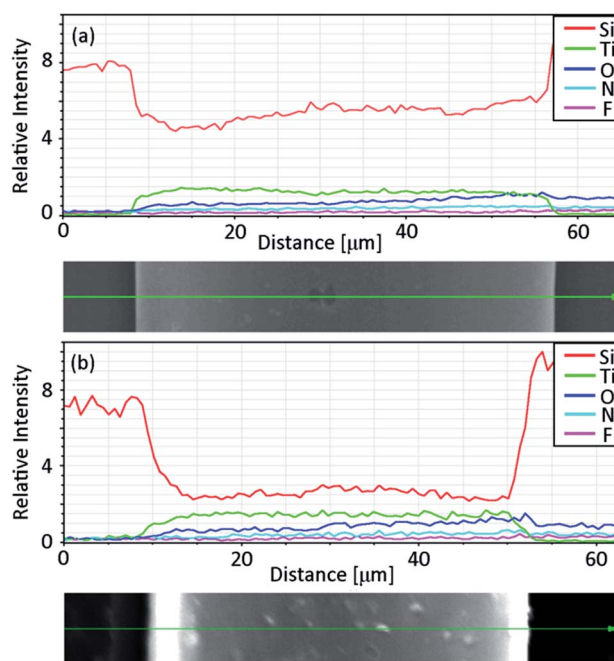 (a)
Relative Intensity
8
4
0
Si
Ti
O
N
F
0 20 40 60
Distance [μm]
(b)
Relative Intensity
8
4
0
Si
Ti
O
N
F
0 20 40 60
Distance [μm]